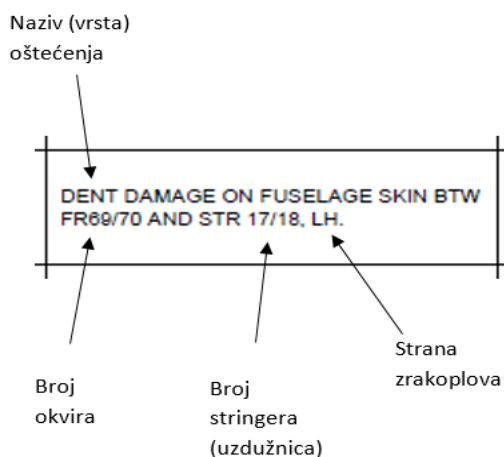 Naziv (vrsta)
oštećenja
DENT DAMAGE ON FUSELAGE SKIN BTW
FR69/70 AND STR 17/18, LH.
Broj
okvira
Broj
stringera
(uzdužnica)
Strana
zrakoplova